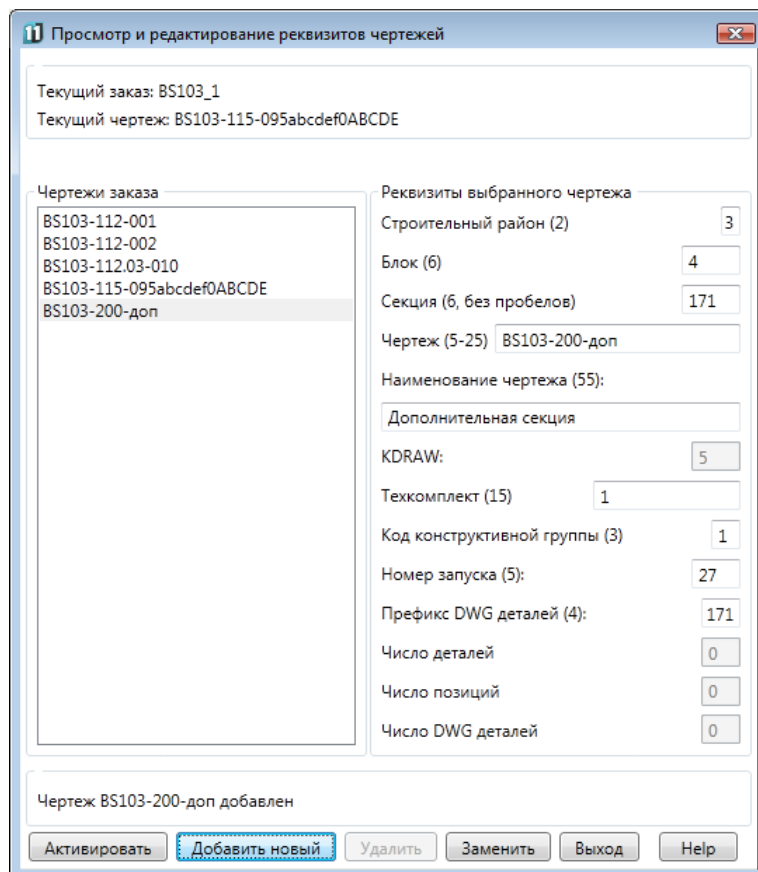 Просмотр и редактирование реквизитов чертежей
Текущий заказ: BS103_1
Текущий чертеж: BS103-115-095abcdef0ABCDE
Чертежи заказа
BS103-112-001
BS103-112-002
BS103-112.03-010
BS103-115-095abcdef0ABCDE
BS103-200-доп
Реквизиты выбранного чертежа
Строительный район (2) 3
Блок (6) 4
Секция (6, без пробелов) 171
Чертеж (5-25) BS103-200-доп
Наименование чертежа (55):
Дополнительная секция
KDRAW: 5
Техкомплект (15) 1
Код конструктивной группы (3) 1
Номер запуска (5): 27
Префикс DWG деталей (4): 171
Число деталей 0
Число позиций 0
Число DWG деталей 0
Чертеж BS103-200-доп добавлен
Активировать Добавить новый Удалить Заменить Выход Help